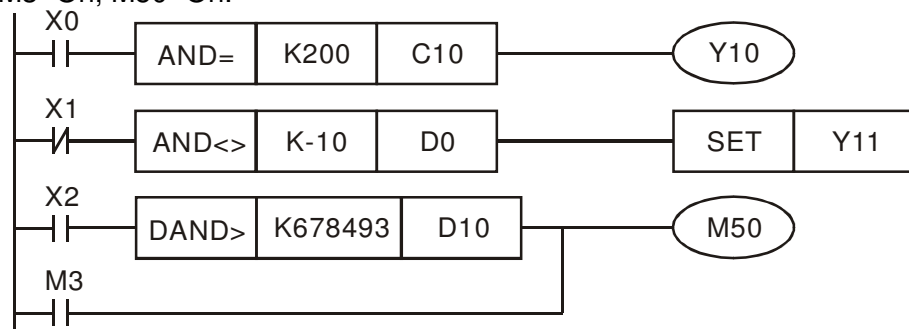 X0
AND= K200 C10 Y10
X1
AND<> K-10 D0 SET Y11
X2
DAND> K678493 D10 M50
M3